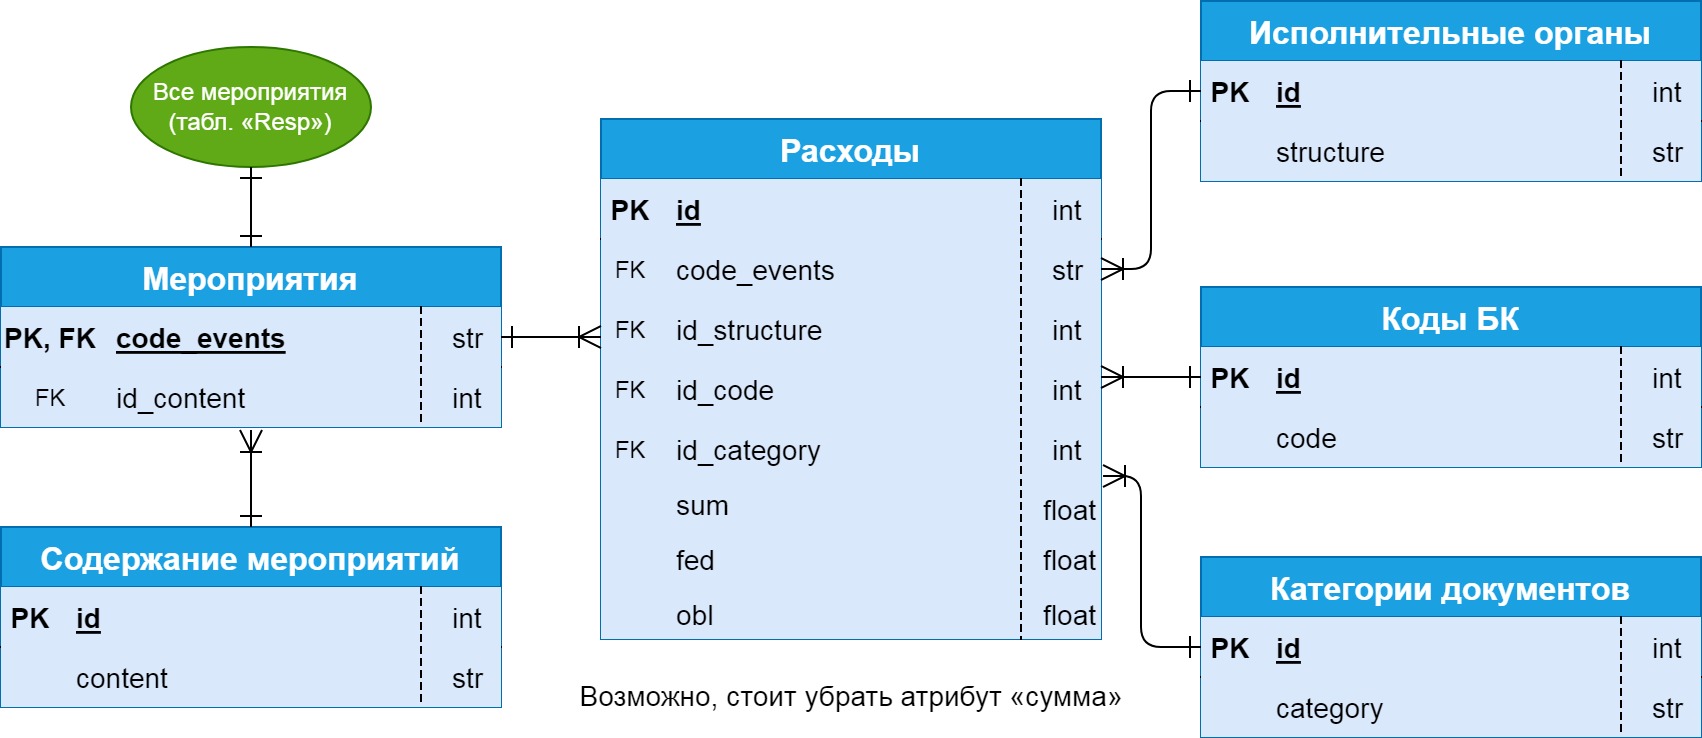 Все мероприятия
(табл. «Resp»)
Мероприятия
PK, FK code_events str
FK id_content int
Содержание мероприятий
PK id int
content str
Расходы
PK id int
FK code_events str
FK id_structure int
FK id_code int
FK id_category int
sum float
fed float
obl float
Возможно, стоит убрать атрибут «сумма»
Исполнительные органы
PK id int
structure str
Коды БК
PK id int
code str
Категории документов
PK id int
category str